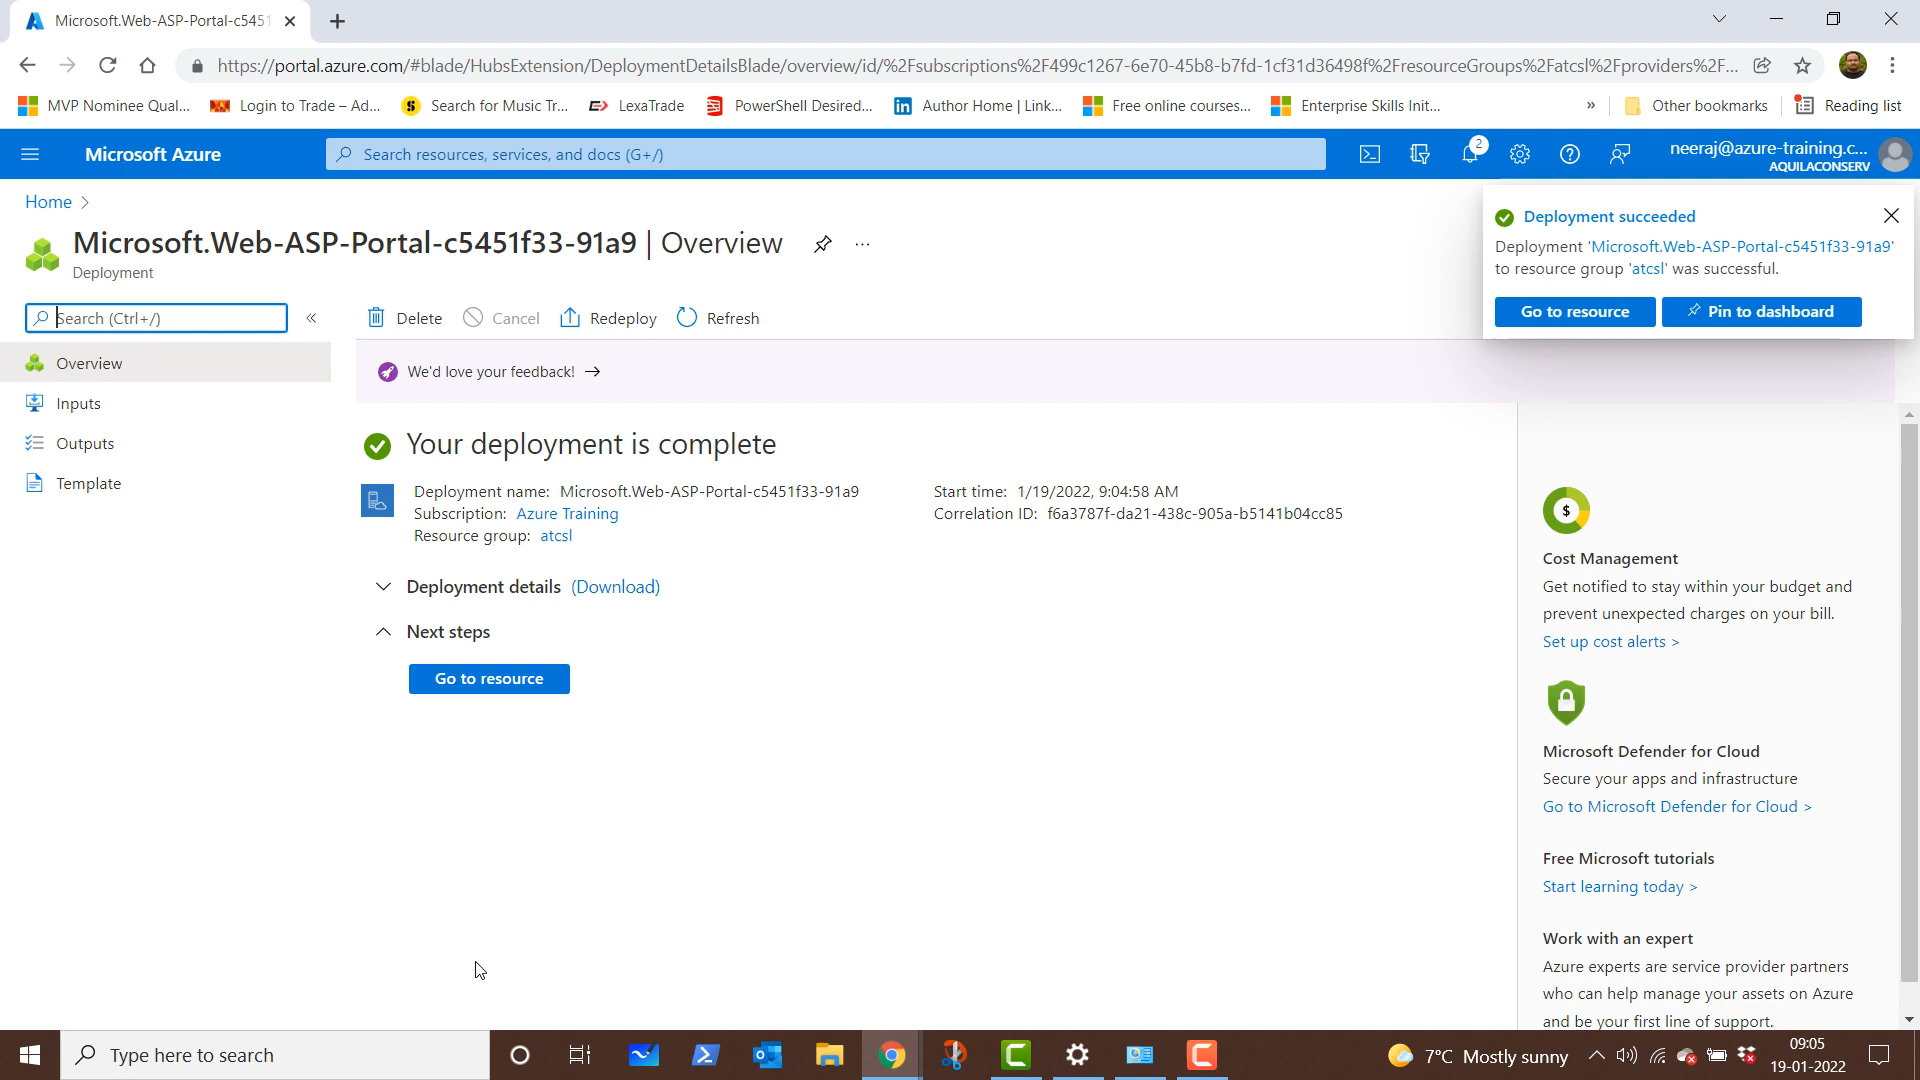 Microsoft.Web-ASP-Portal-c5451
https://portal.azure.com/#blade/HubsExtension/DeploymentDetailsBlade/overview/id/%2Fsubscriptions%2F499c1267-6e70-45b8-b7fd-1cf31d36498f%2FresourceGroups%2Fatcsl%2Fproviders%2F...
MVP Nominee Qual... Login to Trade – Ad... Search for Music Tr... LexaTrade PowerShell Desired... Author Home | Link... Free online courses... Enterprise Skills Init... » Other bookmarks Reading list
Microsoft Azure
Search resources, services, and docs (G+/)
2
neeraj@azure-training.c...
AQUILACONSERV
Home
Microsoft.Web-ASP-Portal-c5451f33-91a9 | Overview
Deployment
Deployment succeeded
Deployment 'Microsoft.Web-ASP-Portal-c5451f33-91a9'
to resource group 'atcsl' was successful.
Go to resource
Pin to dashboard
Search (Ctrl+/)
Overview
Inputs
Outputs
Template
Delete Cancel Redeploy Refresh
We'd love your feedback! →
Your deployment is complete
Deployment name: Microsoft.Web-ASP-Portal-c5451f33-91a9
Subscription: Azure Training
Resource group: atcsl
Start time: 1/19/2022, 9:04:58 AM
Correlation ID: f6a3787f-da21-438c-905a-b5141b04cc85
Deployment details (Download)
Next steps
Go to resource
Cost Management
Get notified to stay within your budget and
prevent unexpected charges on your bill.
Set up cost alerts >
Microsoft Defender for Cloud
Secure your apps and infrastructure
Go to Microsoft Defender for Cloud >
Free Microsoft tutorials
Start learning today >
Work with an expert
Azure experts are service provider partners
who can help manage your assets on Azure
and be your first line of support.
Type here to search
7°C Mostly sunny
09:05
19-01-2022